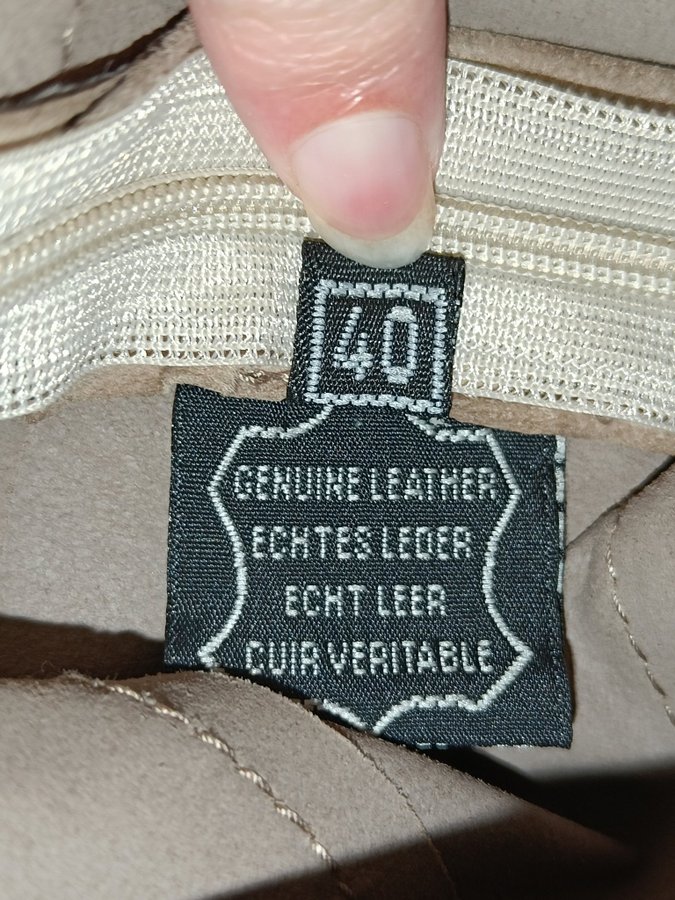 40
GENUINE LEATHER
ECHTES LEDER
ECHT LEER
CUIR VERITABLE